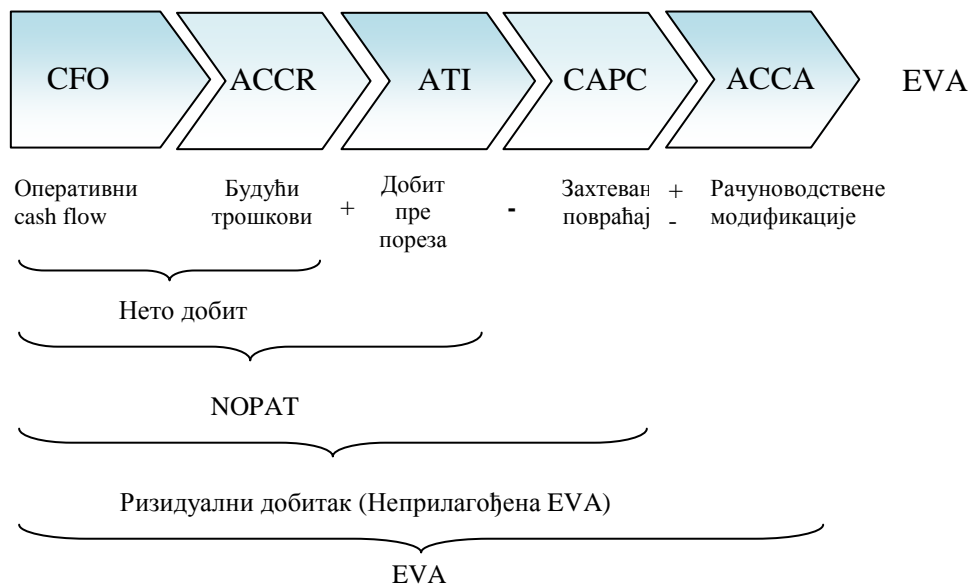 CFO ACCR ATI CAPC ACCA EVA
Оперативни
cash flow
Будући
трошкови
+
Добит
пре
пореза
-
Захтеван
повраћај
+
-
Рачуноводствене
модификације
Нето добит
NOPAT
Ризидуални добитак (Неприлагођена EVA)
EVA